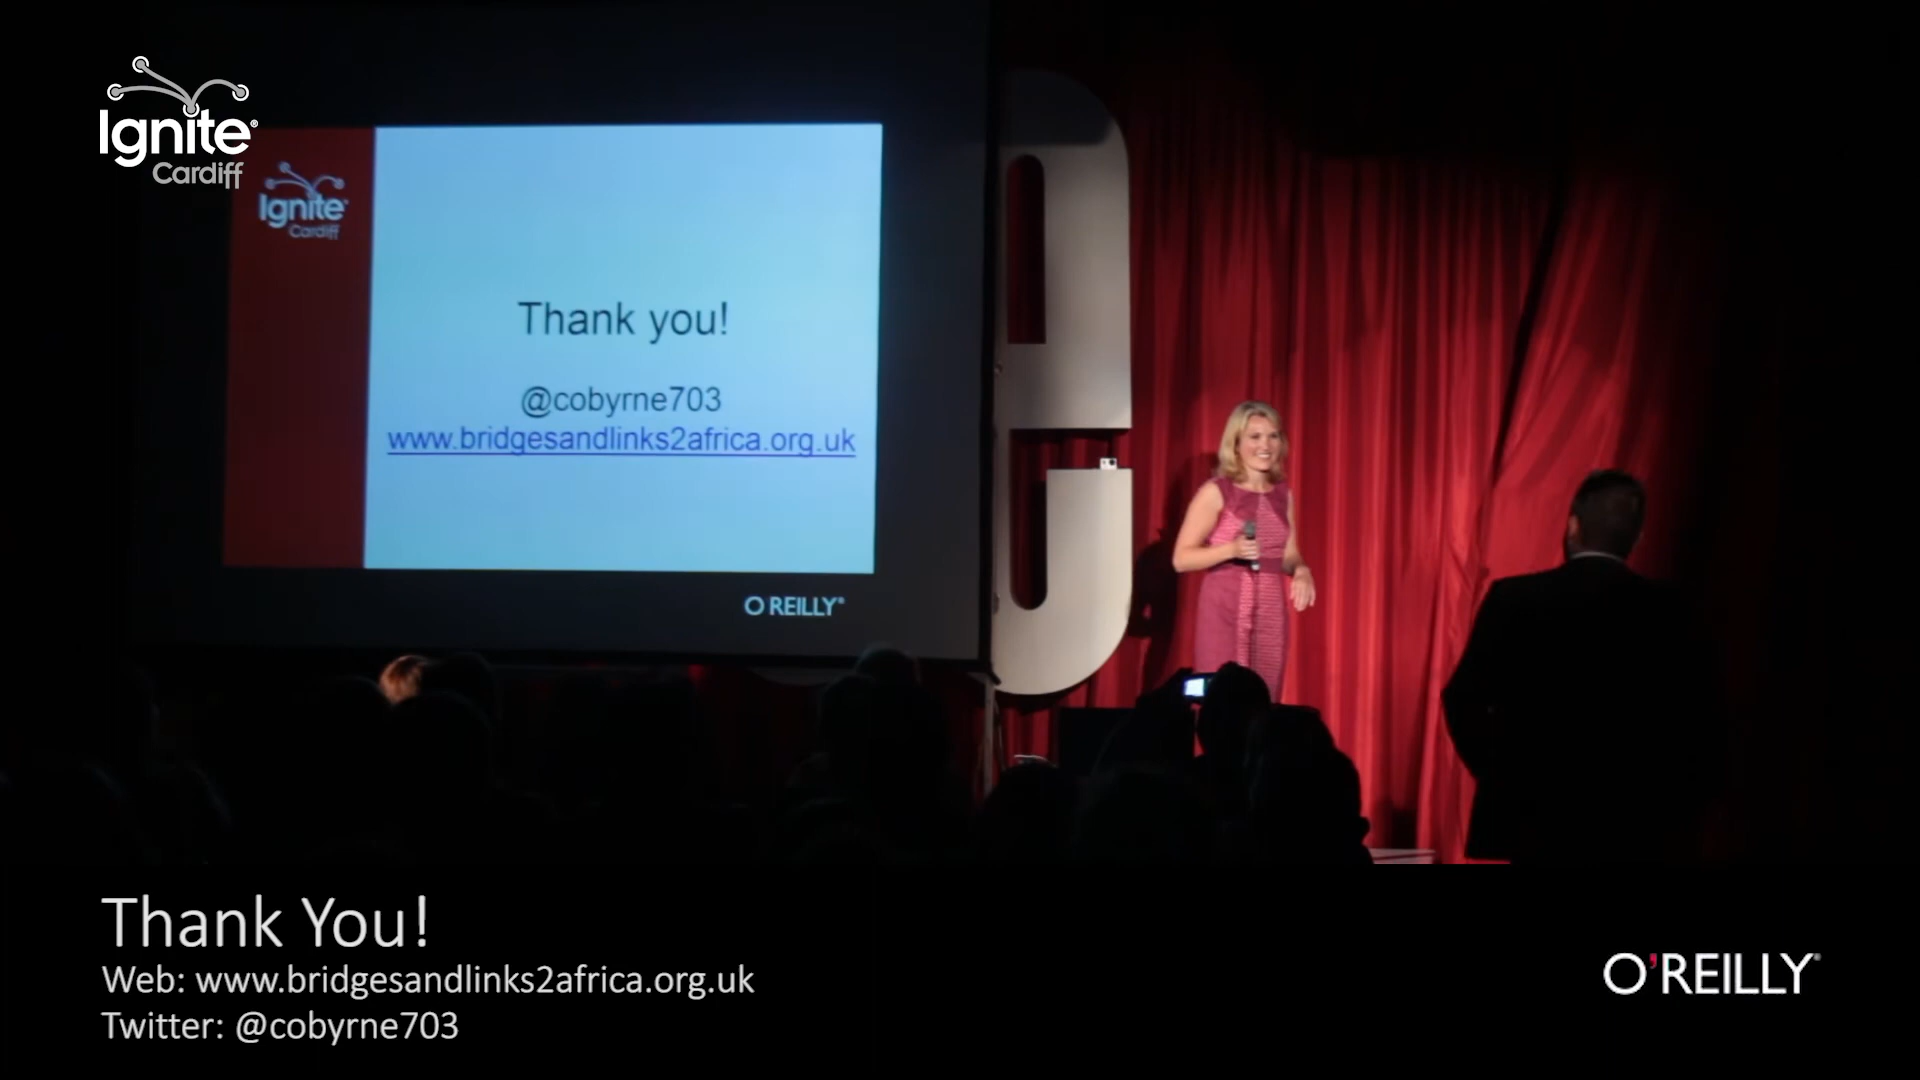 Ignite®
Cardiff
Ignite®
Cardiff
Thank you!
@cobyrne703
www.bridgesandlinks2africa.org.uk
O REILLY®
Thank You!
Web: www.bridgesandlinks2africa.org.uk
Twitter: @cobyrne703
O'REILLY®